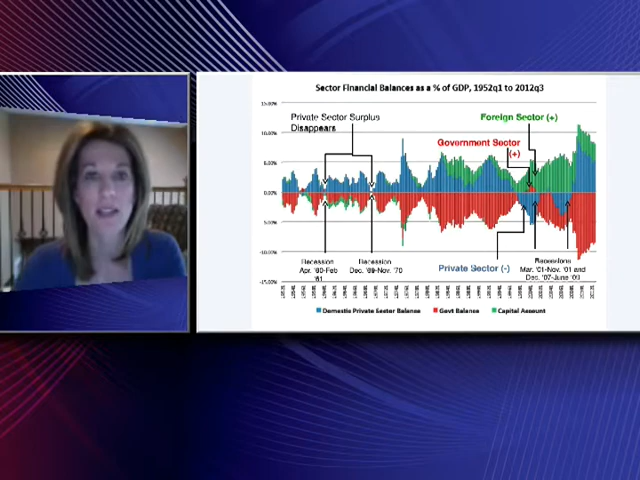 Sector Financial Balances as a % of GDP, 1952q1 to 2012q3
15.00%
Private Sector Surplus
Disappears
Foreign Sector (+)
10.00%
Government Sector
(+)
5.00%
0.00%
-5.00%
-10.00%
Recession
Apr. '60-Feb
'61
Recession
Dec. '69-Nov. '70
Private Sector (-)
Recessions
Mar. '01-Nov. '01 and
Dec. '07-June '09
-15.00%
Domestic Private Sector Balance
Govt Balance
Capital Account